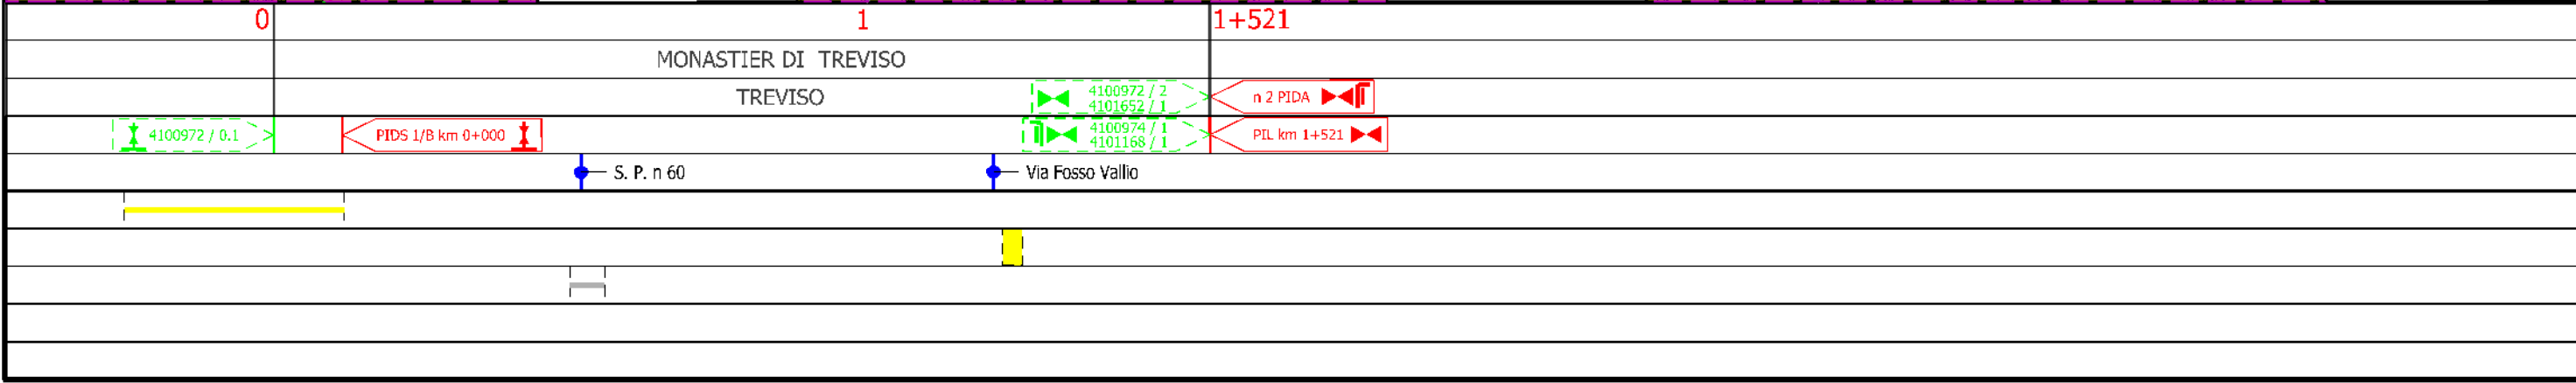 0 1 1+521
MONASTIER DI TREVISO
TREVISO
4100972 / 2
4101652 / 1
n 2 PIDA
4100972 / 0.1
PIDS 1/B km 0+000
4100974 / 1
4101168 / 1
PIL km 1+521
S. P. n 60
Via Fosso Vallio